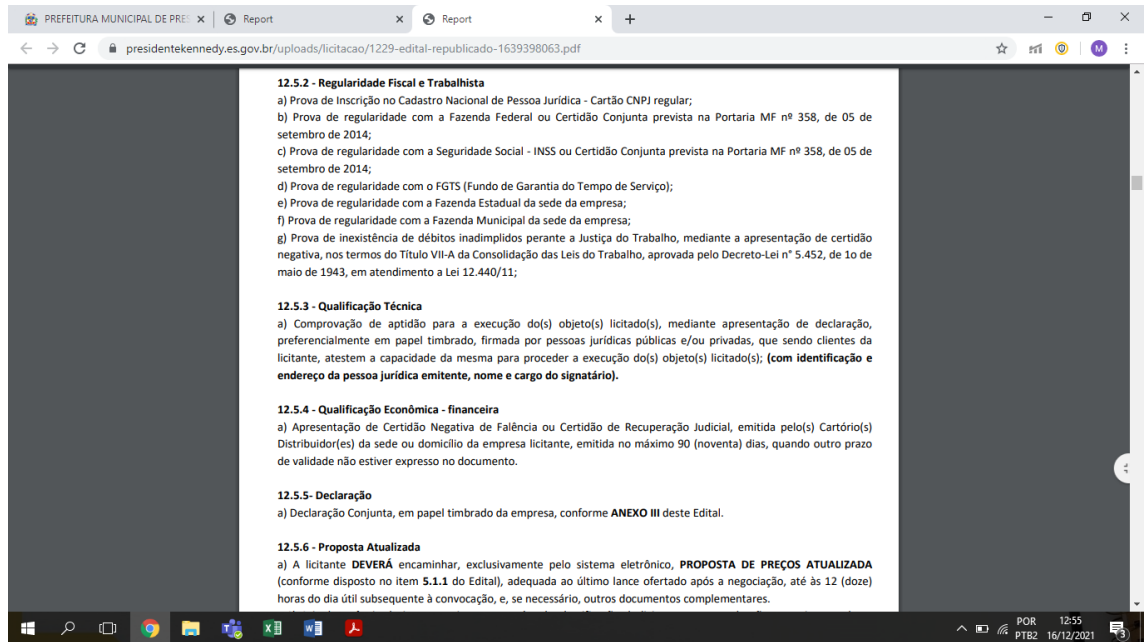 PREFEITURA MUNICIPAL DE PRES
Report
Report
presidentekennedy.es.gov.br/uploads/licitacao/1229-edital-republicado-1639398063.pdf
M
12.5.2 - Regularidade Fiscal e Trabalhista
a) Prova de Inscrição no Cadastro Nacional de Pessoa Jurídica - Cartão CNPJ regular;
b) Prova de regularidade com a Fazenda Federal ou Certidão Conjunta prevista na Portaria MF nº 358, de 05 de
setembro de 2014;
c) Prova de regularidade com a Seguridade Social - INSS ou Certidão Conjunta prevista na Portaria MF nº 358, de 05 de
setembro de 2014;
d) Prova de regularidade com o FGTS (Fundo de Garantia do Tempo de Serviço);
e) Prova de regularidade com a Fazenda Estadual da sede da empresa;
f) Prova de regularidade com a Fazenda Municipal da sede da empresa;
g) Prova de inexistência de débitos inadimplidos perante a Justiça do Trabalho, mediante a apresentação de certidão
negativa, nos termos do Título VII-A da Consolidação das Leis do Trabalho, aprovada pelo Decreto-Lei n° 5.452, de 1o de
maio de 1943, em atendimento a Lei 12.440/11;
12.5.3 - Qualificação Técnica
a) Comprovação de aptidão para a execução do(s) objeto(s) licitado(s), mediante apresentação de declaração,
preferencialmente em papel timbrado, firmada por pessoas jurídicas públicas e/ou privadas, que sendo clientes da
licitante, atestem a capacidade da mesma para proceder a execução do(s) objeto(s) licitado(s); (com identificação e
endereço da pessoa jurídica emitente, nome e cargo do signatário).
12.5.4 - Qualificação Econômica - financeira
a) Apresentação de Certidão Negativa de Falência ou Certidão de Recuperação Judicial, emitida pelo(s) Cartório(s)
Distribuidor(es) da sede ou domicílio da empresa licitante, emitida no máximo 90 (noventa) dias, quando outro prazo
de validade não estiver expresso no documento.
12.5.5- Declaração
a) Declaração Conjunta, em papel timbrado da empresa, conforme ANEXO III deste Edital.
12.5.6 - Proposta Atualizada
a) A licitante DEVERÁ encaminhar, exclusivamente pelo sistema eletrônico, PROPOSTA DE PREÇOS ATUALIZADA
(conforme disposto no item 5.1.1 do Edital), adequada ao último lance ofertado após a negociação, até às 12 (doze)
horas do dia útil subsequente à convocação, e, se necessário, outros documentos complementares.
POR 12:55
PTB2 16/12/2021
3